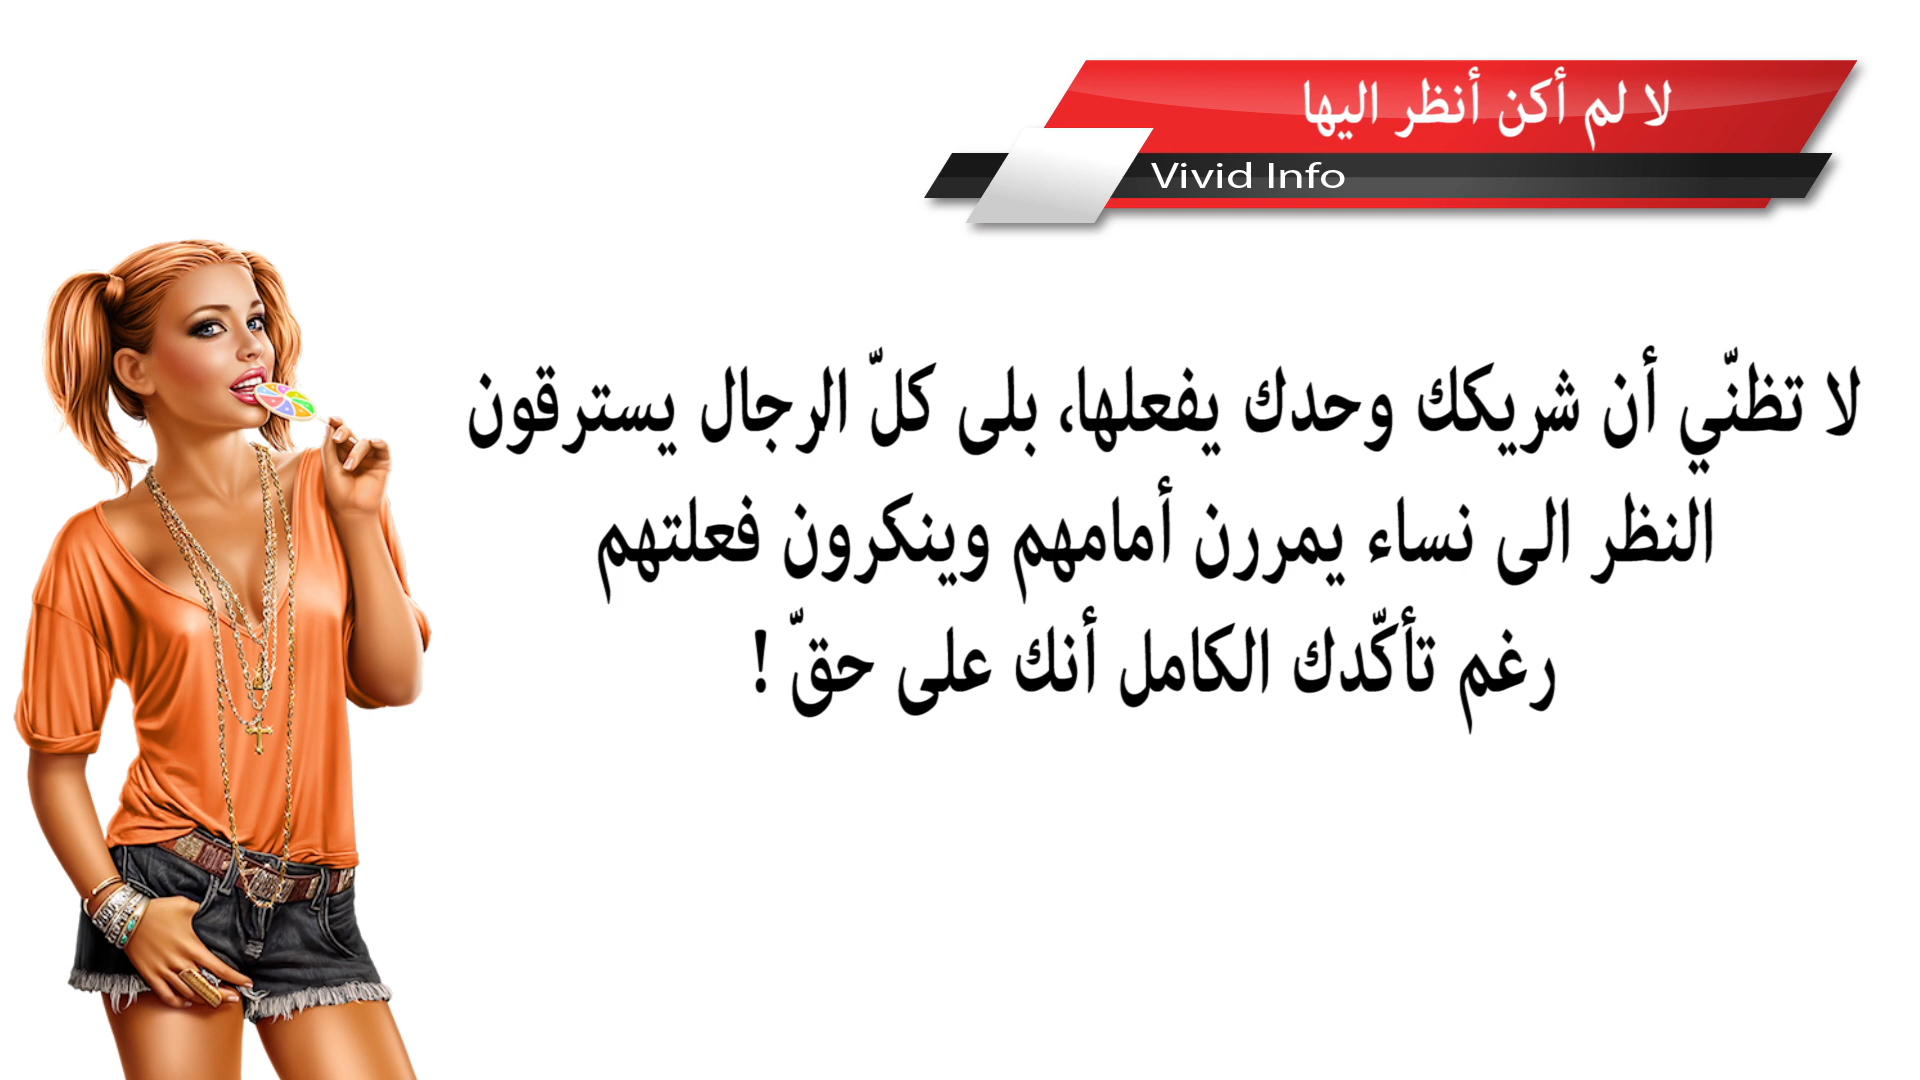 لا لم أكن أنظر اليها
Vivid Info
لا تظنّي أن شريكك وحدك يفعلها، بلى كلّ الرجال يسترقون
النظر الى نساء يمررن أمامهم وينكرون فعلتهم
رغم تأكّدك الكامل أنك على حقّ !